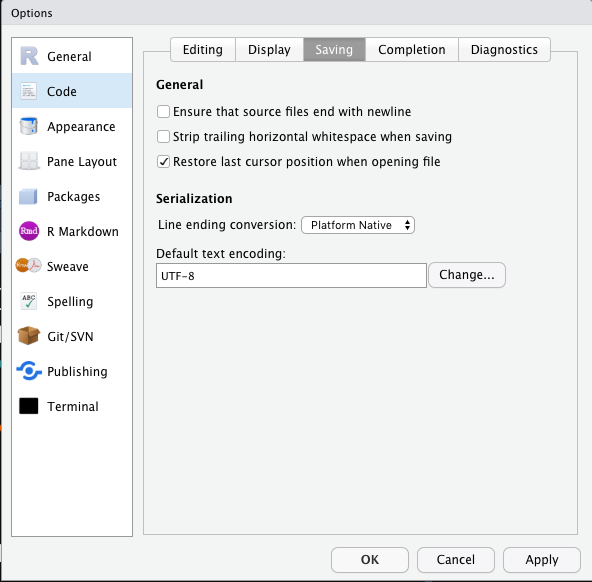 Options
General
Code
Appearance
Pane Layout
Packages
Rmd R Markdown
Sweave
ABC Spelling
Git/SVN
Publishing
Terminal
Editing Display Saving Completion Diagnostics
General
Ensure that source files end with newline
Strip trailing horizontal whitespace when saving
Restore last cursor position when opening file
Serialization
Line ending conversion: Platform Native
Default text encoding:
UTF-8 Change...
OK Cancel Apply